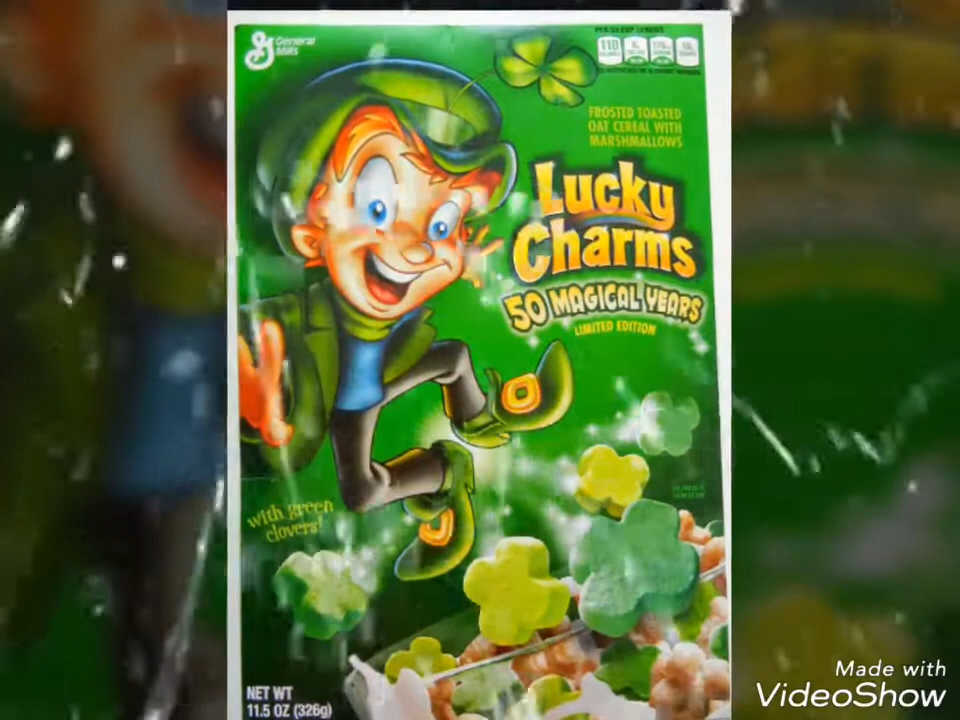 General
Mills
110
FROSTED TOASTED
OAT CEREAL WITH
MARSHMALLOWS
Lucky
Charms
50 MAGICAL YEARS
LIMITED EDITION
with green
clovers!
NET WT
11.5 OZ (326g)
Made with
VideoShow